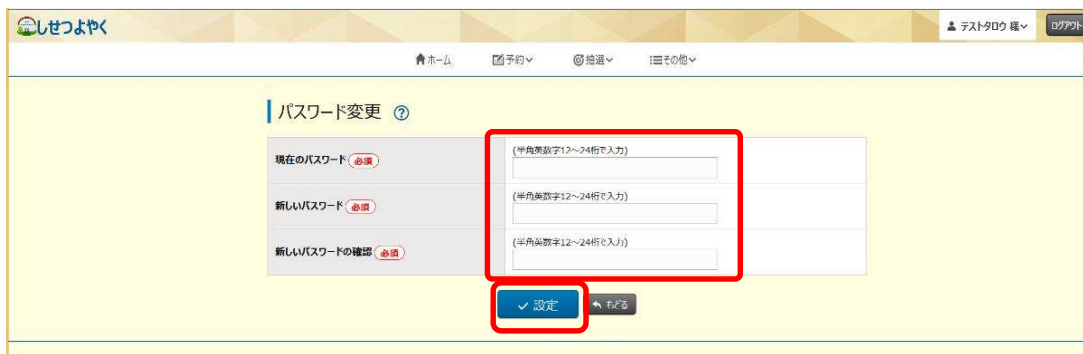 しせつよやく
テストタロウ 様
ログアウト
ホーム 予約 抽選 その他
パスワード変更 ?
現在のパスワード 必須
(半角英数字12～24桁で入力)
新しいパスワード 必須
(半角英数字12～24桁で入力)
新しいパスワードの確認 必須
(半角英数字12～24桁で入力)
設定 もどる